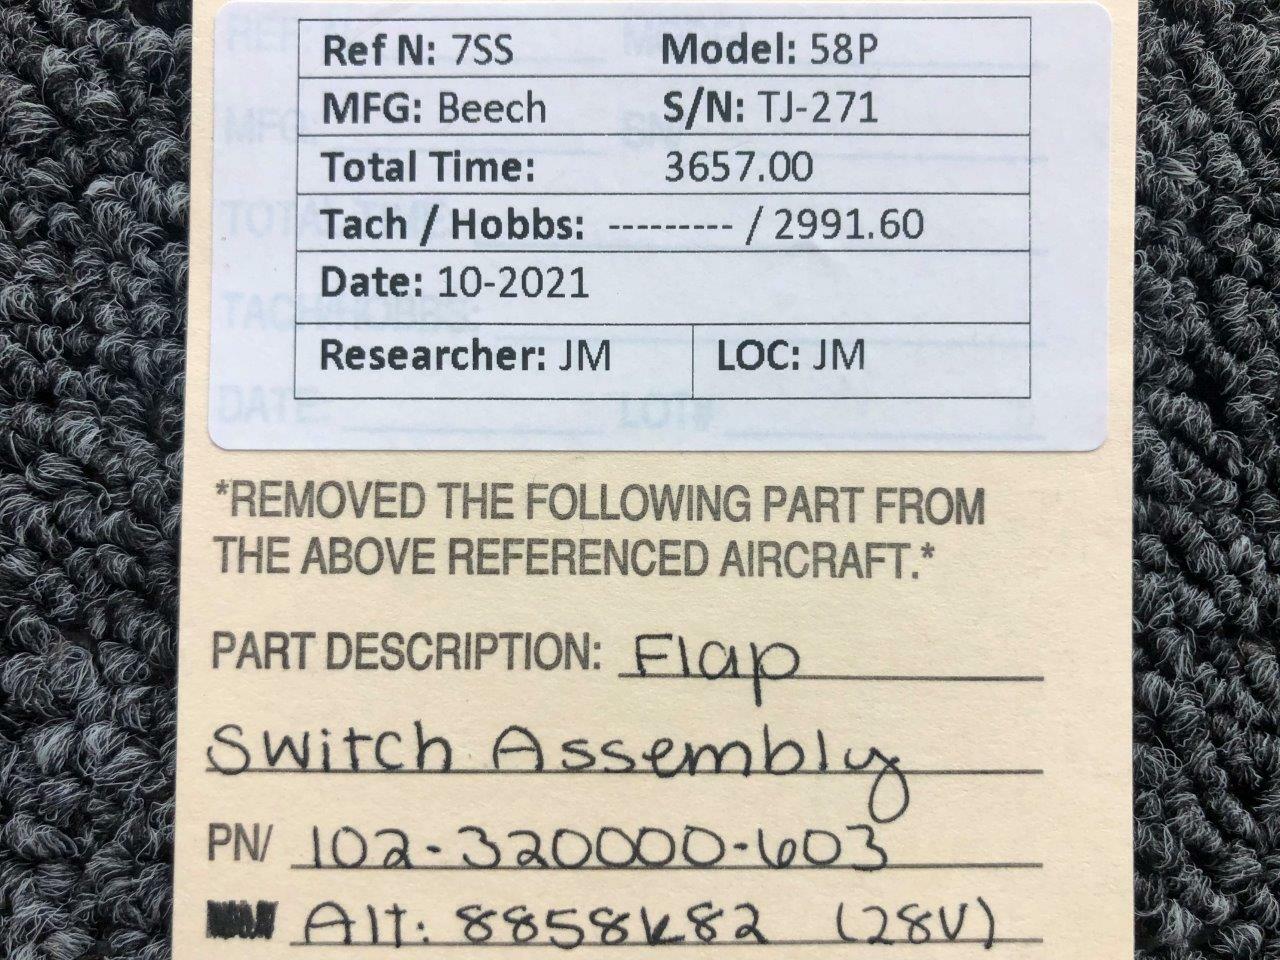 Ref N: 7SS Model: 58P
MFG: Beech S/N: TJ-271
Total Time: 3657.00
Tach / Hobbs: --------- / 2991.60
Date: 10-2021
Researcher: JM LOC: JM
*REMOVED THE FOLLOWING PART FROM
THE ABOVE REFERENCED AIRCRAFT.*
PART DESCRIPTION: Flap
Switch Assembly
PN/ 102-320000-603
Alt: 8858K82 (28V)